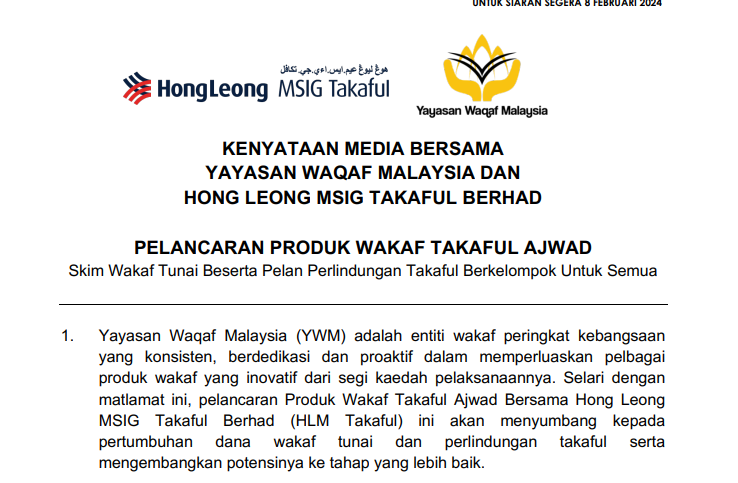 UNTUK SIARAN SEGERA 8 FEBRUARI 2024
هوڠ ليوڠ عيم.ايس.اءي.جي. تكافل
HongLeong MSIG Takaful
Yayasan Waqaf Malaysia
KENYATAAN MEDIA BERSAMA
YAYASAN WAQAF MALAYSIA DAN
HONG LEONG MSIG TAKAFUL BERHAD
PELANCARAN PRODUK WAKAF TAKAFUL AJWAD
Skim Wakaf Tunai Beserta Pelan Perlindungan Takaful Berkelompok Untuk Semua
1. Yayasan Waqaf Malaysia (YWM) adalah entiti wakaf peringkat kebangsaan
yang konsisten, berdedikasi dan proaktif dalam memperluaskan pelbagai
produk wakaf yang inovatif dari segi kaedah pelaksanaannya. Selari dengan
matlamat ini, pelancaran Produk Wakaf Takaful Ajwad Bersama Hong Leong
MSIG Takaful Berhad (HLM Takaful) ini akan menyumbang kepada
pertumbuhan dana wakaf tunai dan perlindungan takaful serta
mengembangkan potensinya ke tahap yang lebih baik.